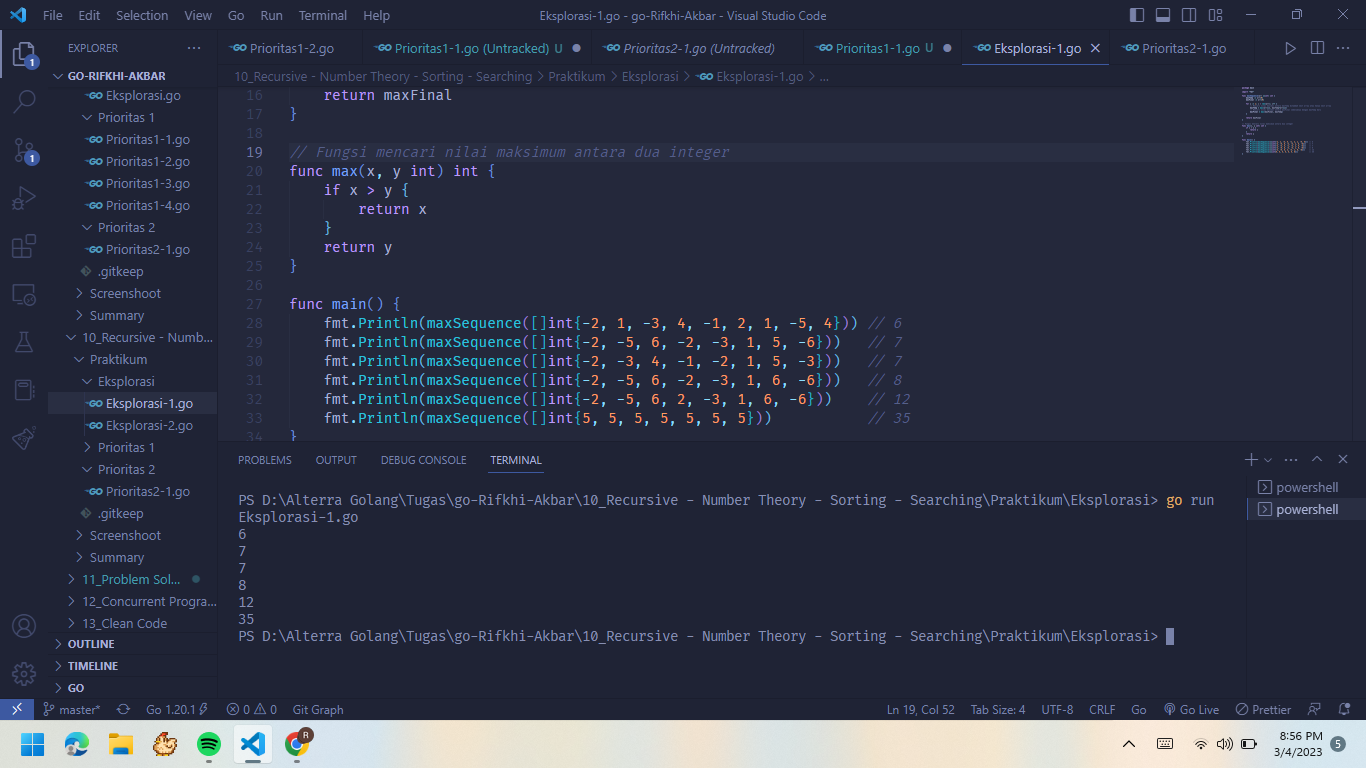 File Edit Selection View Go Run Terminal Help Eksplorasi-1.go - go-Rifkhi-Akbar - Visual Studio Code
EXPLORER ...
Prioritas1-2.go Prioritas1-1.go (Untracked) U Prioritas2-1.go (Untracked) Prioritas1-1.go U Eksplorasi-1.go Prioritas2-1.go
10_Recursive - Number Theory - Sorting - Searching > Praktikum > Eksplorasi > Eksplorasi-1.go > ...
1
1
GO-RIFKHI-AKBAR
Eksplorasi.go
Prioritas 1
Prioritas1-1.go
Prioritas1-2.go
Prioritas1-3.go
Prioritas1-4.go
Prioritas 2
Prioritas2-1.go
.gitkeep
Screenshoot
Summary
10_Recursive - Numb...
Praktikum
Eksplorasi
Eksplorasi-1.go
Eksplorasi-2.go
Prioritas 1
Prioritas 2
Prioritas2-1.go
.gitkeep
Screenshoot
Summary
11_Problem Sol...
12_Concurrent Progra...
13_Clean Code
OUTLINE
TIMELINE
GO
16 return maxFinal
17 }
18
19 // Fungsi mencari nilai maksimum antara dua integer
20 func max(x, y int) int {
21 if x > y {
22 return x
23 }
24 return y
25 }
26
27 func main() {
28 fmt.Println(maxSequence([]int{-2, 1, -3, 4, -1, 2, 1, -5, 4})) // 6
29 fmt.Println(maxSequence([]int{-2, -5, 6, -2, -3, 1, 5, -6})) // 7
30 fmt.Println(maxSequence([]int{-2, -3, 4, -1, -2, 1, 5, -3})) // 7
31 fmt.Println(maxSequence([]int{-2, -5, 6, -2, -3, 1, 6, -6})) // 8
32 fmt.Println(maxSequence([]int{-2, -5, 6, 2, -3, 1, 6, -6})) // 12
33 fmt.Println(maxSequence([]int{5, 5, 5, 5, 5, 5, 5})) // 35
34 }
PROBLEMS OUTPUT DEBUG CONSOLE TERMINAL
PS D:\Alterra Golang\Tugas\go-Rifkhi-Akbar\10_Recursive - Number Theory - Sorting - Searching\Praktikum\Eksplorasi> go run
Eksplorasi-1.go
6
7
7
8
12
35
PS D:\Alterra Golang\Tugas\go-Rifkhi-Akbar\10_Recursive - Number Theory - Sorting - Searching\Praktikum\Eksplorasi>
powershell
powershell
master* Go 1.20.1 0 0 Git Graph Ln 19, Col 52 Tab Size: 4 UTF-8 CRLF Go Go Live Prettier
R
8:56 PM
3/4/2023
5